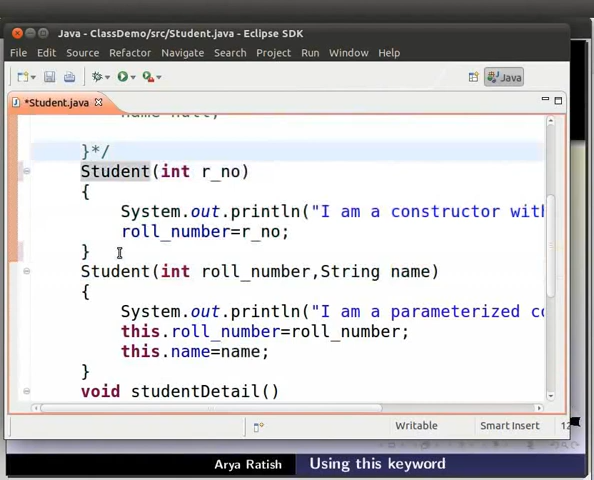 Java - ClassDemo/src/Student.java - Eclipse SDK
File Edit Source Refactor Navigate Search Project Run Window Help
Java
*Student.java
name=null;
}*/
Student(int r_no)
{
System.out.println("I am a constructor with
roll_number=r_no;
}
Student(int roll_number,String name)
{
System.out.println("I am a parameterized co
this.roll_number=roll_number;
this.name=name;
}
void studentDetail()
Writable Smart Insert 12
Arya Ratish Using this keyword